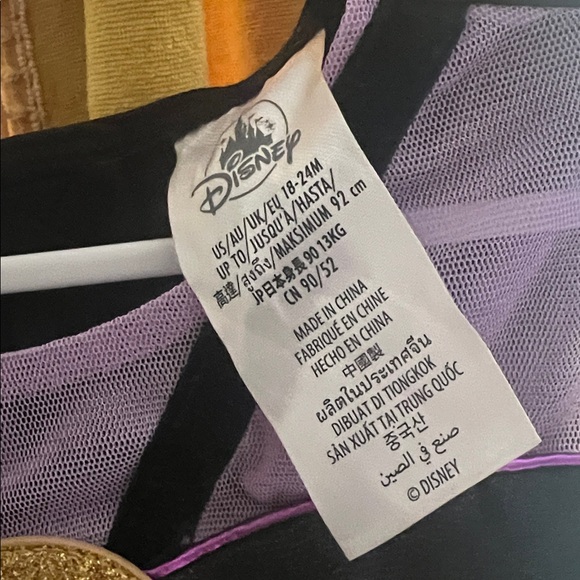 Disney
US/AU/UK/EU 18-24M
UP TO/JUSQU'À/HASTA/
高達/สูงถึง/MAKSIMUM 92 cm
JP日本身長 90 13KG
CN 90/52
MADE IN CHINA
FABRIQUÉ EN CHINE
HECHO EN CHINA
中國製
ผลิตในประเทศจีน
DIBUAT DI TIONGKOK
SẢN XUẤT TẠI TRUNG QUỐC
중국산
صنع في الصين
© DISNEY